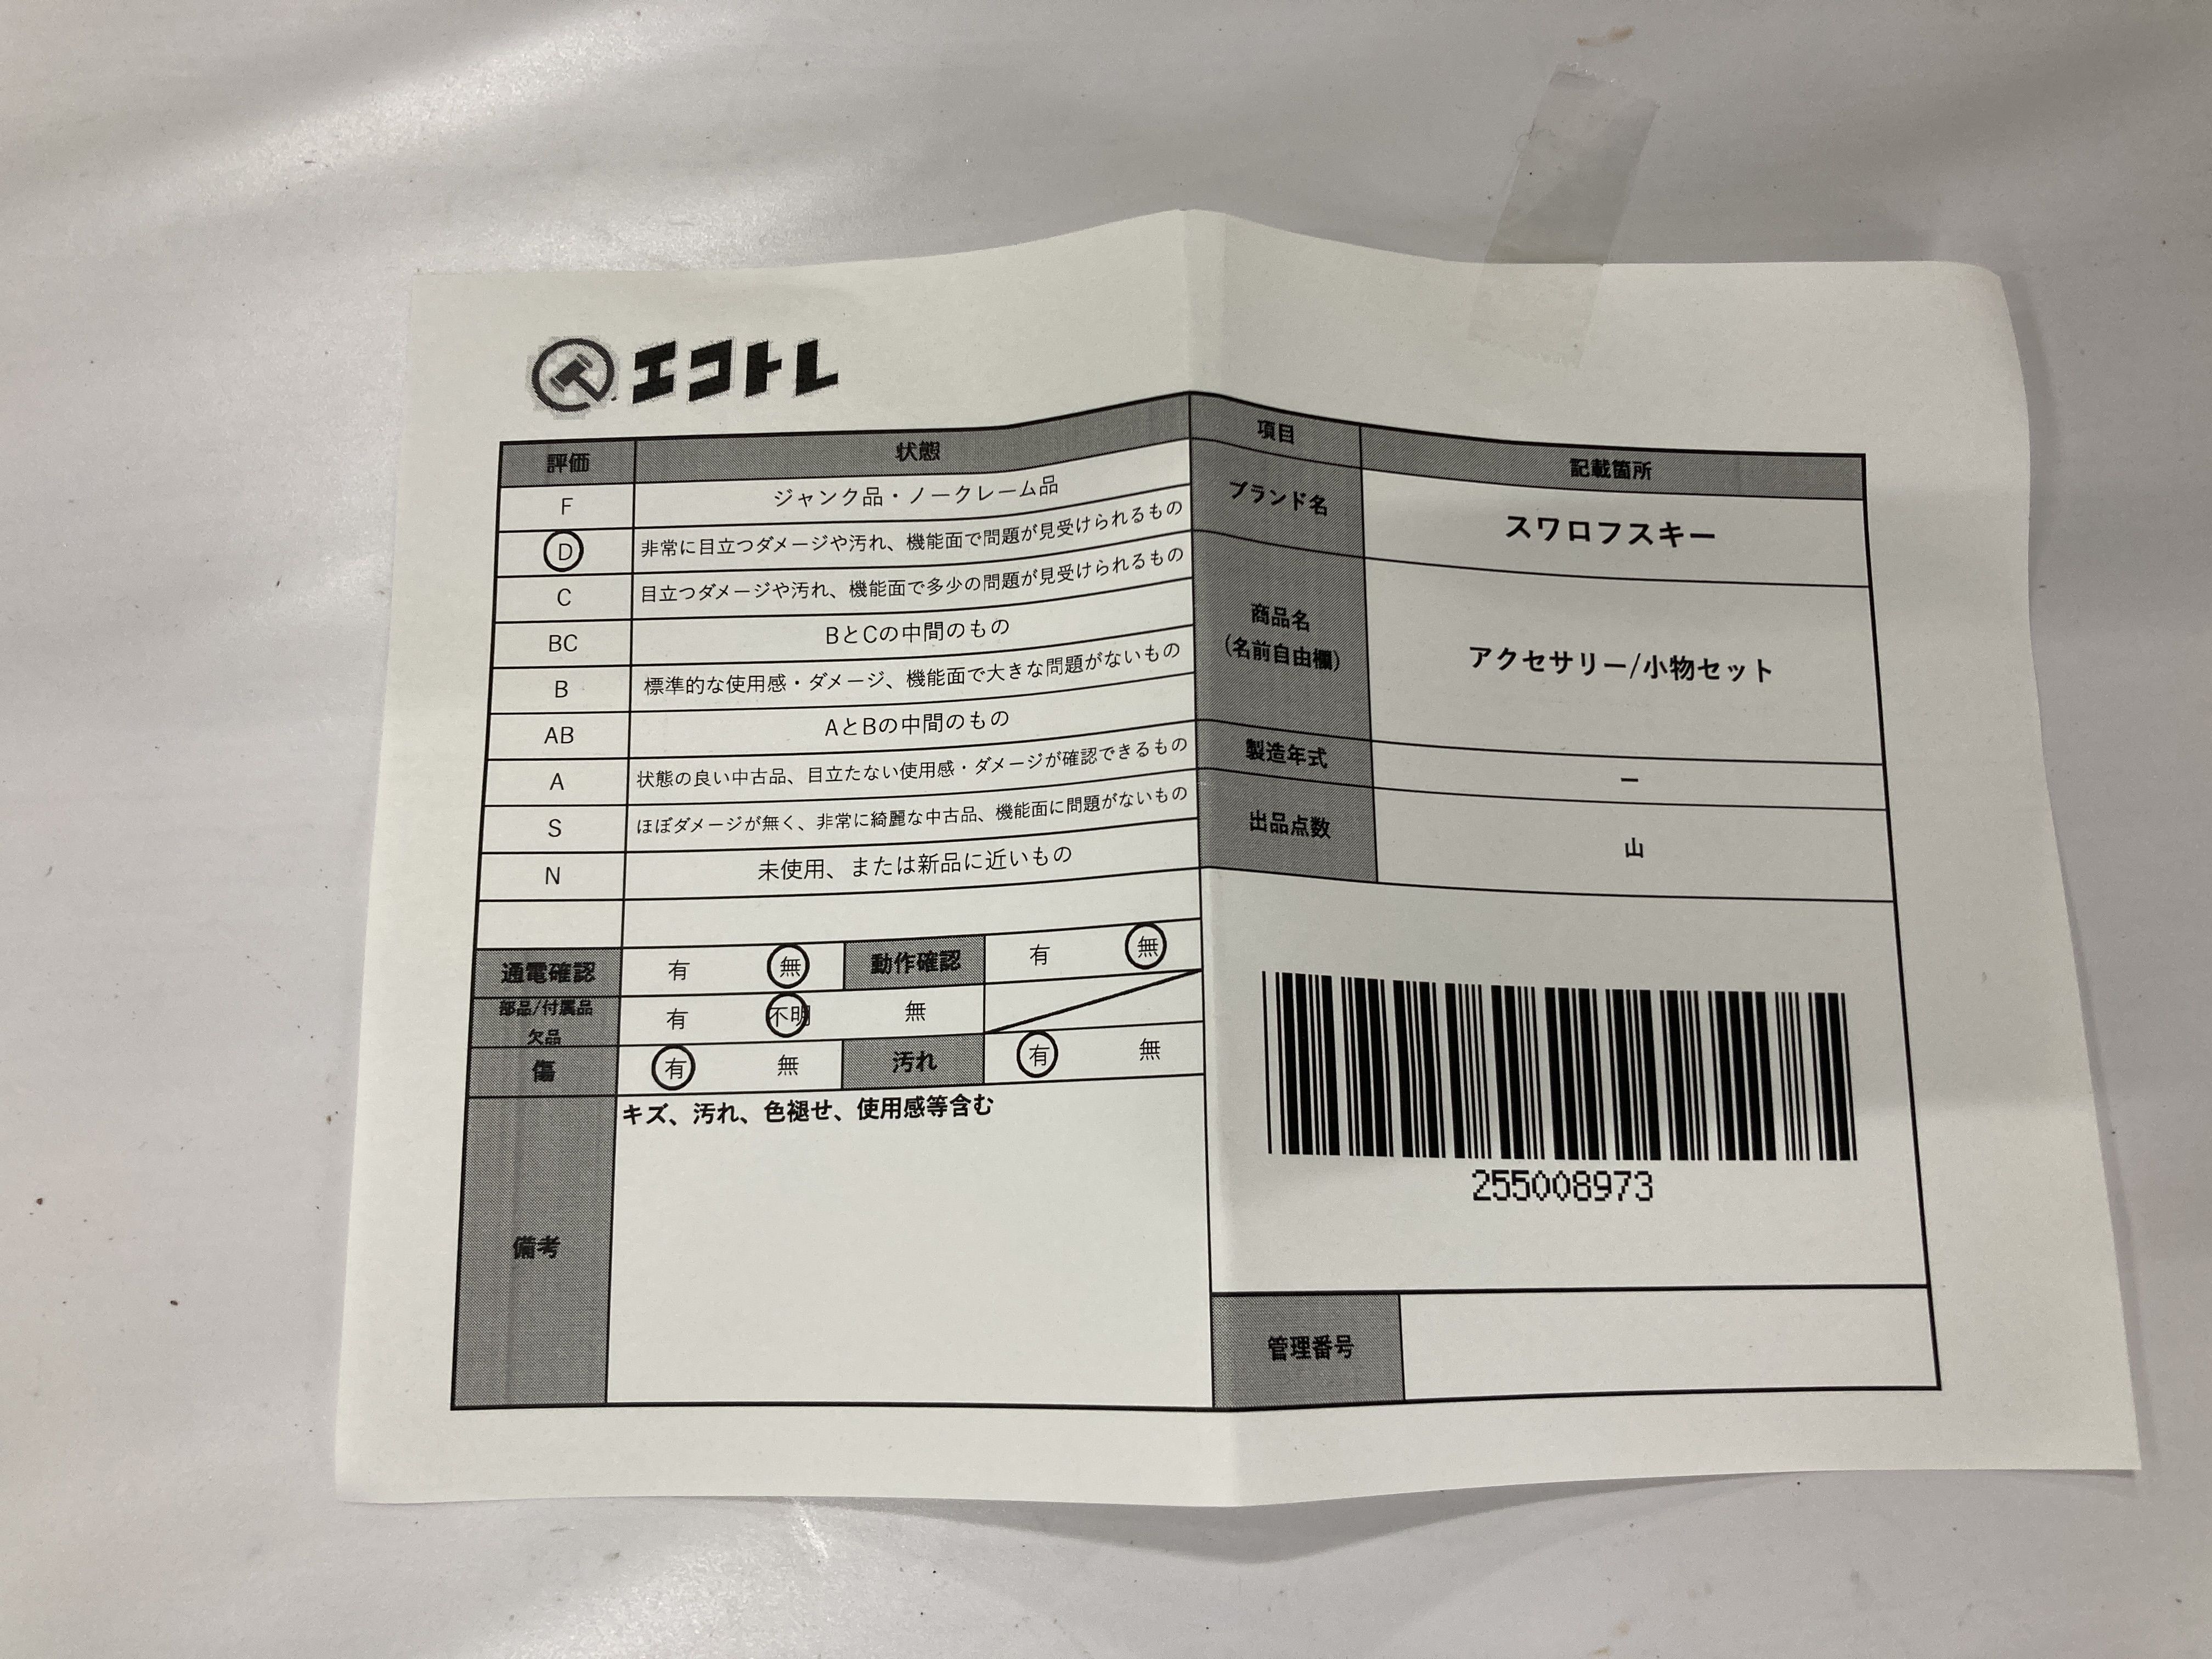 エコトレ
評価 状態
F ジャンク品・ノークレーム品
D 非常に目立つダメージや汚れ、機能面で問題が見受けられるもの
C 目立つダメージや汚れ、機能面で多少の問題が見受けられるもの
BC BとCの中間のもの
B 標準的な使用感・ダメージ、機能面で大きな問題がないもの
AB AとBの中間のもの
A 状態の良い中古品、目立たない使用感・ダメージが確認できるもの
S ほぼダメージが無く、非常に綺麗な中古品、機能面に問題がないもの
N 未使用、または新品に近いもの
通電確認 有 無 動作確認 有 無
部品/付属品
欠品 有 不明 無
傷 有 無 汚れ 有 無
備考 キズ、汚れ、色褪せ、使用感等含む
項目 記載箇所
ブランド名 スワロフスキー
商品名
(名前自由欄) アクセサリー/小物セット
製造年式 ー
出品点数 山
255008973
管理番号